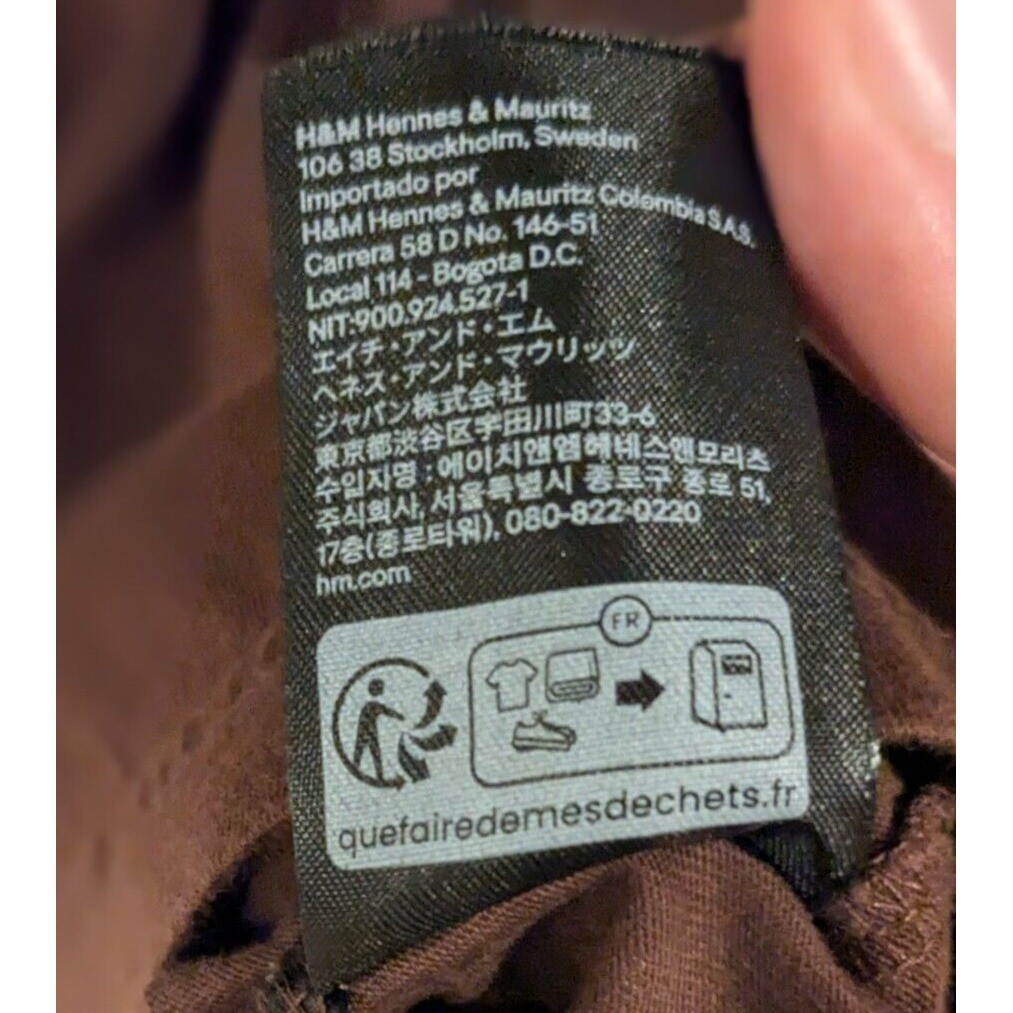 H&M Hennes & Mauritz
106 38 Stockholm, Sweden
Importado por
H&M Hennes & Mauritz Colombia S.A.S.
Carrera 58 D No. 146-51
Local 114 - Bogota D.C.
NIT:900.924.527-1
エイチ・アンド・エム
ヘネス・アンド・マウリッツ
ジャパン株式会社
東京都渋谷区宇田川町33-6
수입자명 : 에이치앤엠헤네스앤모리츠
주식회사, 서울특별시 종로구 종로 51,
17층(종로타워), 080-822-0220
hm.com
FR
quefairedemesdechets.fr